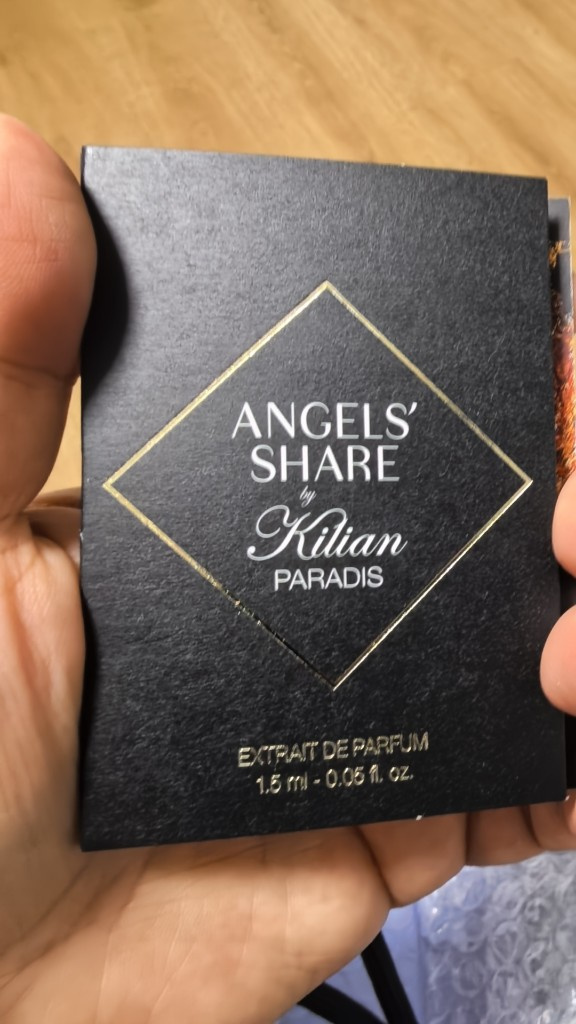 ANGELS'
SHARE
by
Kilian
PARADIS
EXTRAIT DE PARFUM
1.5 ml - 0.05 fl. oz.